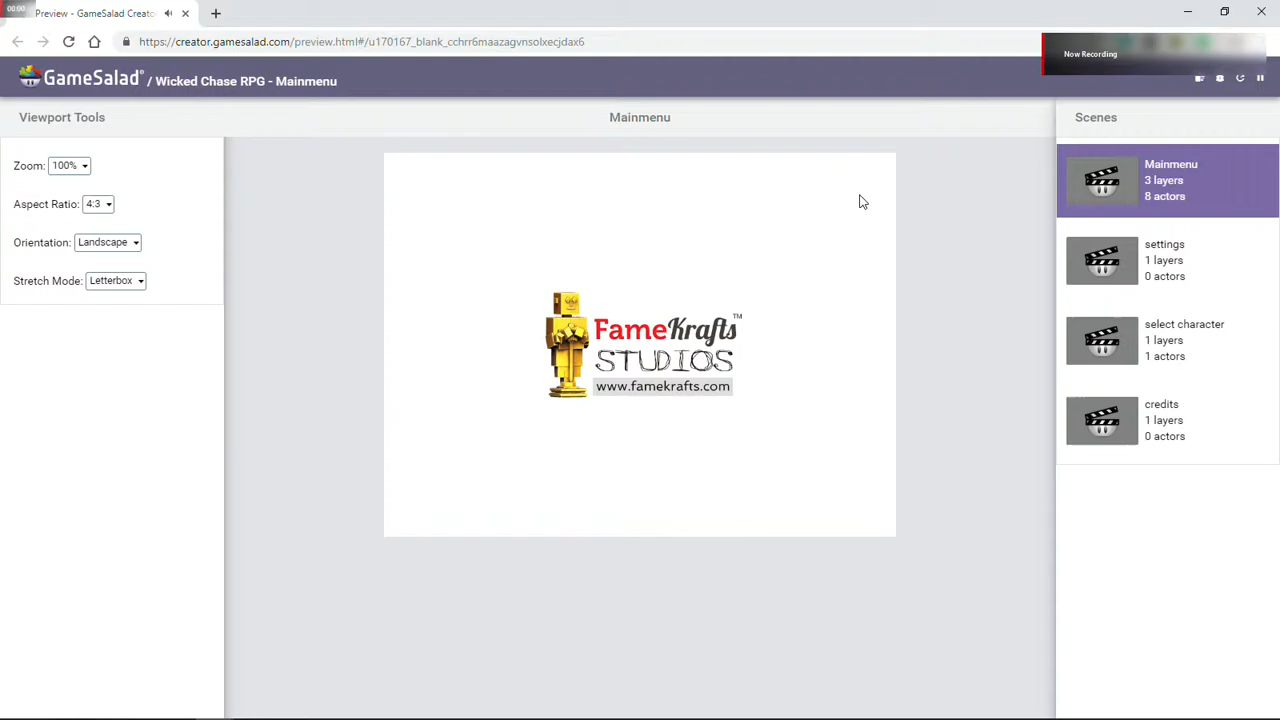 00:00
Preview - GameSalad Creato
https://creator.gamesalad.com/preview.html#/u170167_blank_cchrr6maazagvnsolxecjdax6
Now Recording
GameSalad® / Wicked Chase RPG - Mainmenu
Viewport Tools
Mainmenu
Scenes
Zoom: 100%
Aspect Ratio: 4:3
Orientation: Landscape
Stretch Mode: Letterbox
FameKrafts™
STUDIOS
www.famekrafts.com
Mainmenu
3 layers
8 actors
settings
1 layers
0 actors
select character
1 layers
1 actors
credits
1 layers
0 actors